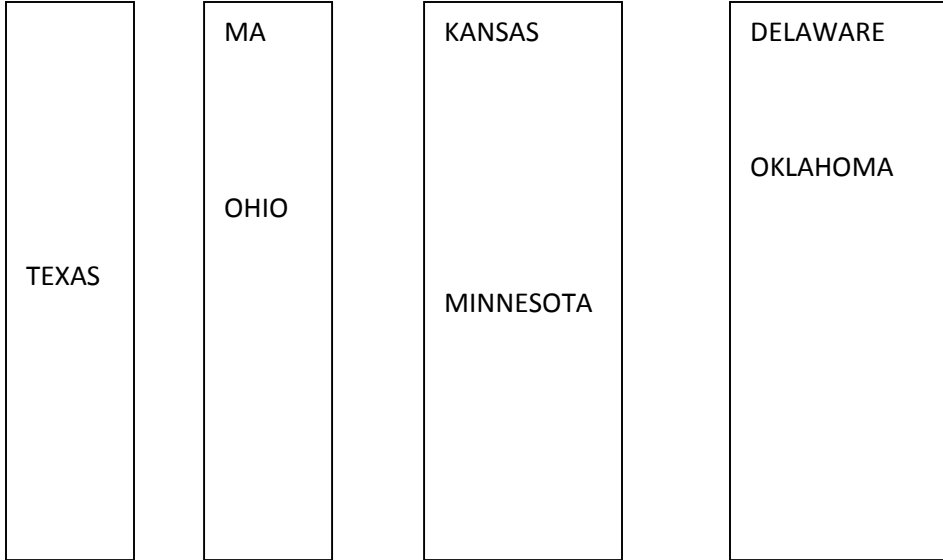 TEXAS
MA
OHIO
KANSAS
MINNESOTA
DELAWARE
OKLAHOMA